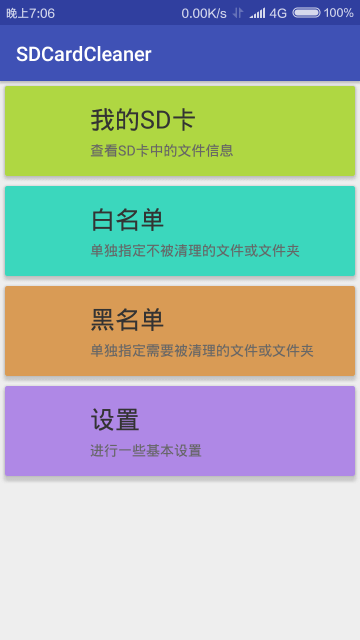 晚上7:06 0.00K/s 4G 100%
SDCardCleaner
我的SD卡
查看SD卡中的文件信息
白名单
单独指定不被清理的文件或文件夹
黑名单
单独指定需要被清理的文件或文件夹
设置
进行一些基本设置